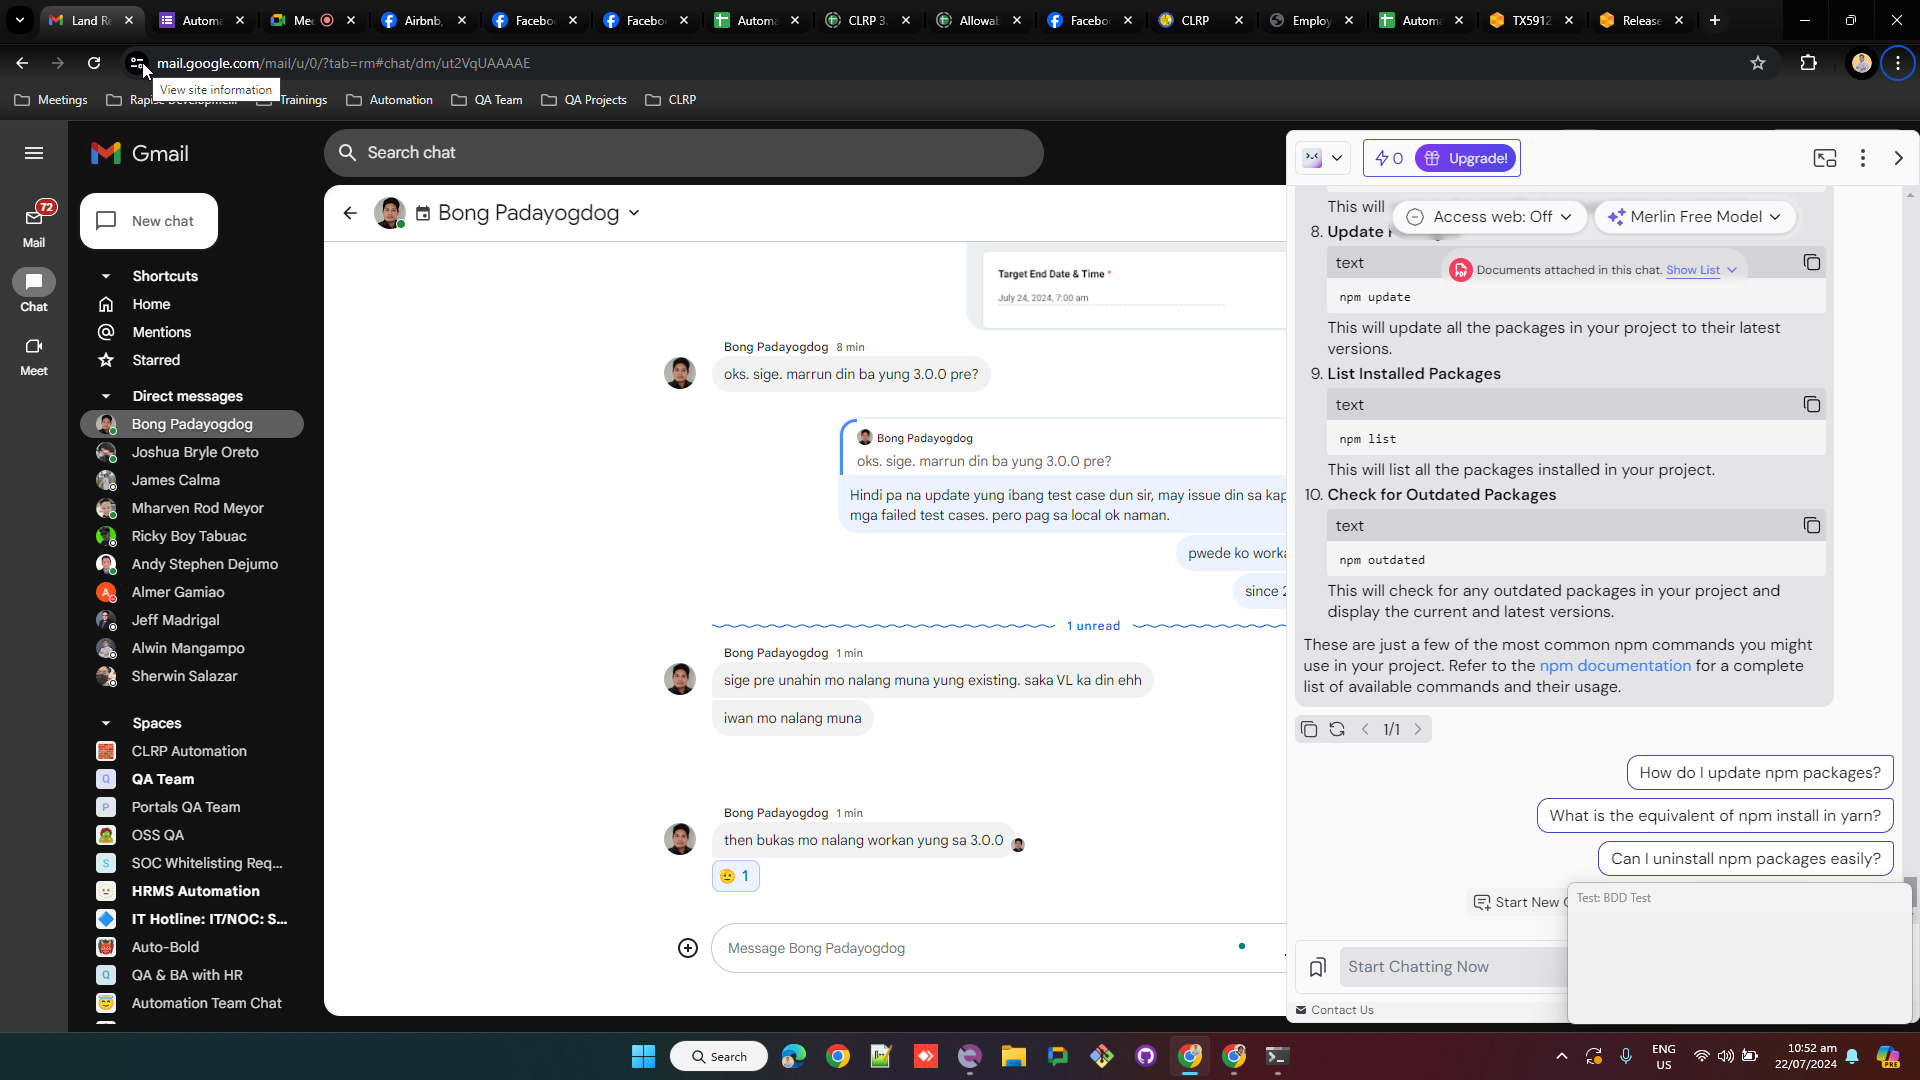 Land Re
Automa
Mee
Airbnb,
Faceboo
Faceboo
Automa
CLRP 3.
Allowab
Faceboo
CLRP
Employ
Autom
TX5912
Release
mail.google.com/mail/u/0/?tab=rm#chat/dm/ut2VqUAAAAE
View site information
Meetings
Rapise Developmen...
Trainings
Automation
QA Team
QA Projects
CLRP
Gmail
Search chat
0
Upgrade!
72
Mail
Chat
Meet
New chat
Shortcuts
Home
Mentions
Starred
Direct messages
Bong Padayogdog
Joshua Bryle Oreto
James Calma
Mharven Rod Meyor
Ricky Boy Tabuac
Andy Stephen Dejumo
A
Almer Gamiao
Jeff Madrigal
Alwin Mangampo
Sherwin Salazar
Spaces
CLRP Automation
Q
QA Team
P
Portals QA Team
OSS QA
S
SOC Whitelisting Req...
HRMS Automation
IT Hotline: IT/NOC: S...
Auto-Bold
Q
QA & BA with HR
Automation Team Chat
Bong Padayogdog
Target End Date & Time *
July 24, 2024, 7:00 am
Bong Padayogdog 8 min
oks. sige. marrun din ba yung 3.0.0 pre?
Bong Padayogdog
oks. sige. marrun din ba yung 3.0.0 pre?
Hindi pa na update yung ibang test case dun sir, may issue din sa kap
mga failed test cases. pero pag sa local ok naman.
pwede ko worka
since 2
1 unread
Bong Padayogdog 1 min
sige pre unahin mo nalang muna yung existing. saka VL ka din ehh
iwan mo nalang muna
Bong Padayogdog 1 min
then bukas mo nalang workan yung sa 3.0.0
1
Message Bong Padayogdog
This will
Access web: Off
Merlin Free Model
8. Update
text
Documents attached in this chat. Show List
npm update
This will update all the packages in your project to their latest
versions.
9. List Installed Packages
text
npm list
This will list all the packages installed in your project.
10. Check for Outdated Packages
text
npm outdated
This will check for any outdated packages in your project and
display the current and latest versions.
These are just a few of the most common npm commands you might
use in your project. Refer to the npm documentation for a complete
list of available commands and their usage.
1/1
How do I update npm packages?
What is the equivalent of npm install in yarn?
Can I uninstall npm packages easily?
Start New C
Test: BDD Test
Start Chatting Now
Contact Us
Search
ENG
US
10:52 am
22/07/2024
PRE